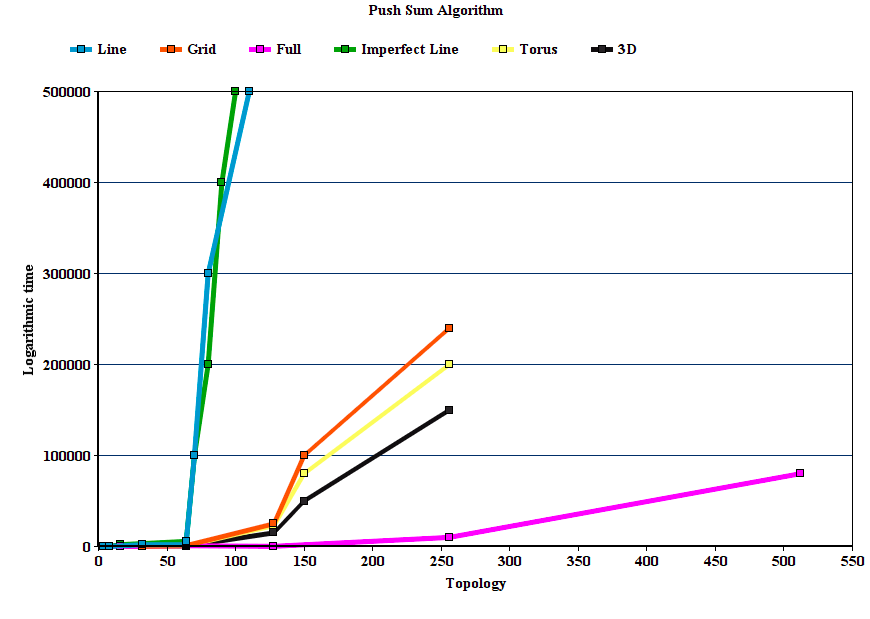 Push Sum Algorithm
Line Grid Full Imperfect Line Torus 3D
500000
400000
300000
200000
100000
0
Logarithmic time
0 50 100 150 200 250 300 350 400 450 500 550
Topology